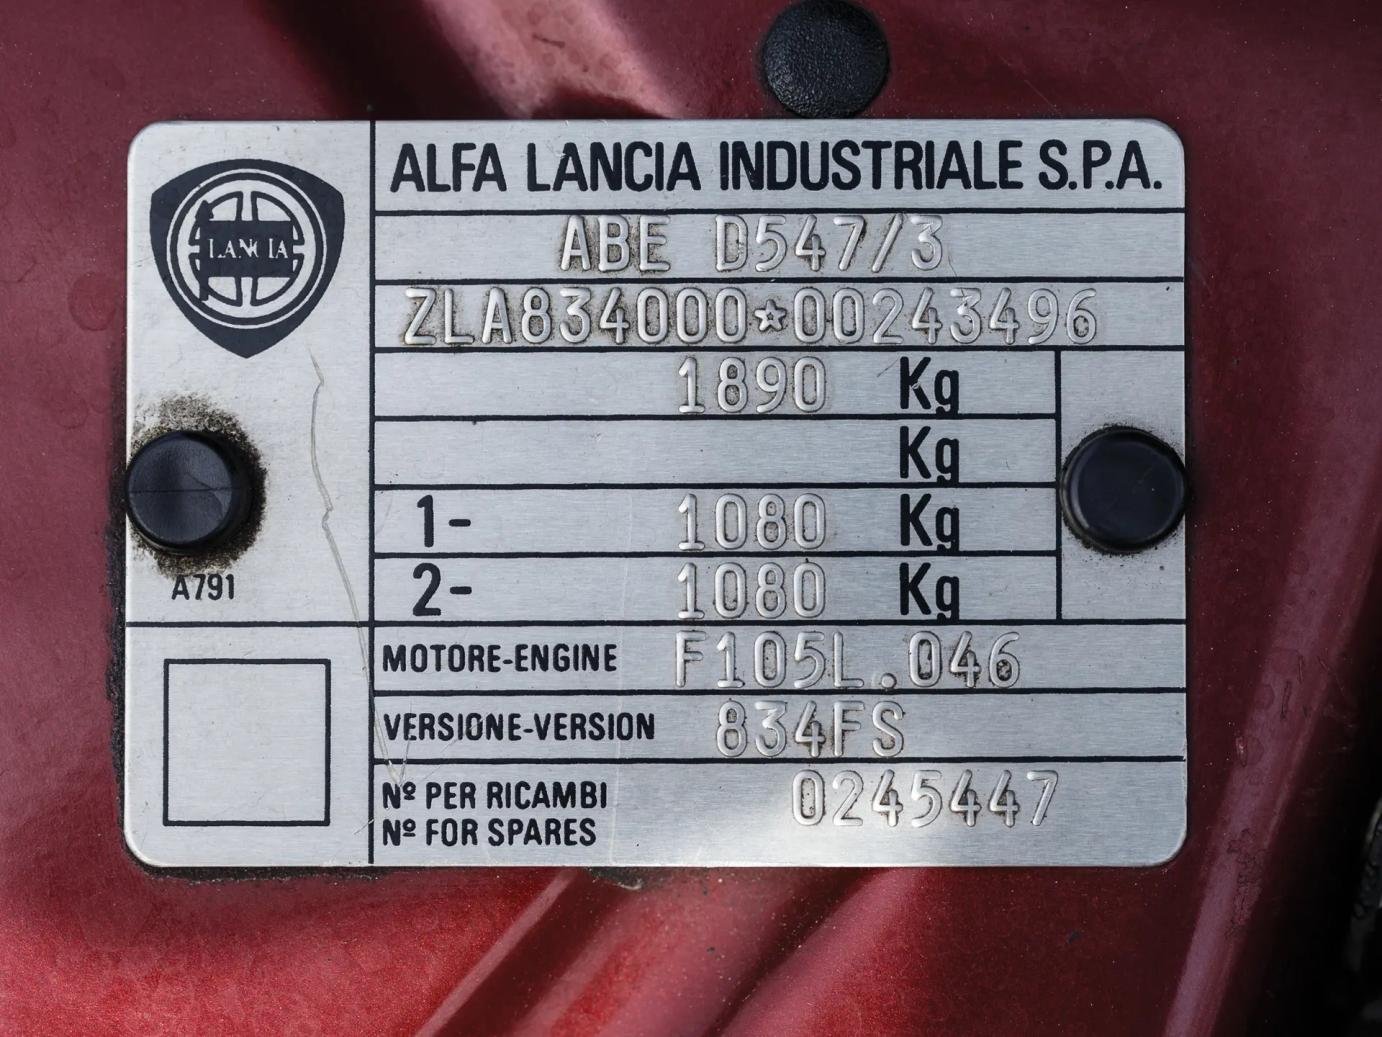 ALFA LANCIA INDUSTRIALE S.P.A.
LANCIA
ABE D547/3
ZLA834000*00243496
1890 Kg
Kg
1- 1080 Kg
2- 1080 Kg
A791
MOTORE-ENGINE F105L.046
VERSIONE-VERSION 834FS
Nº PER RICAMBI 0245447
Nº FOR SPARES